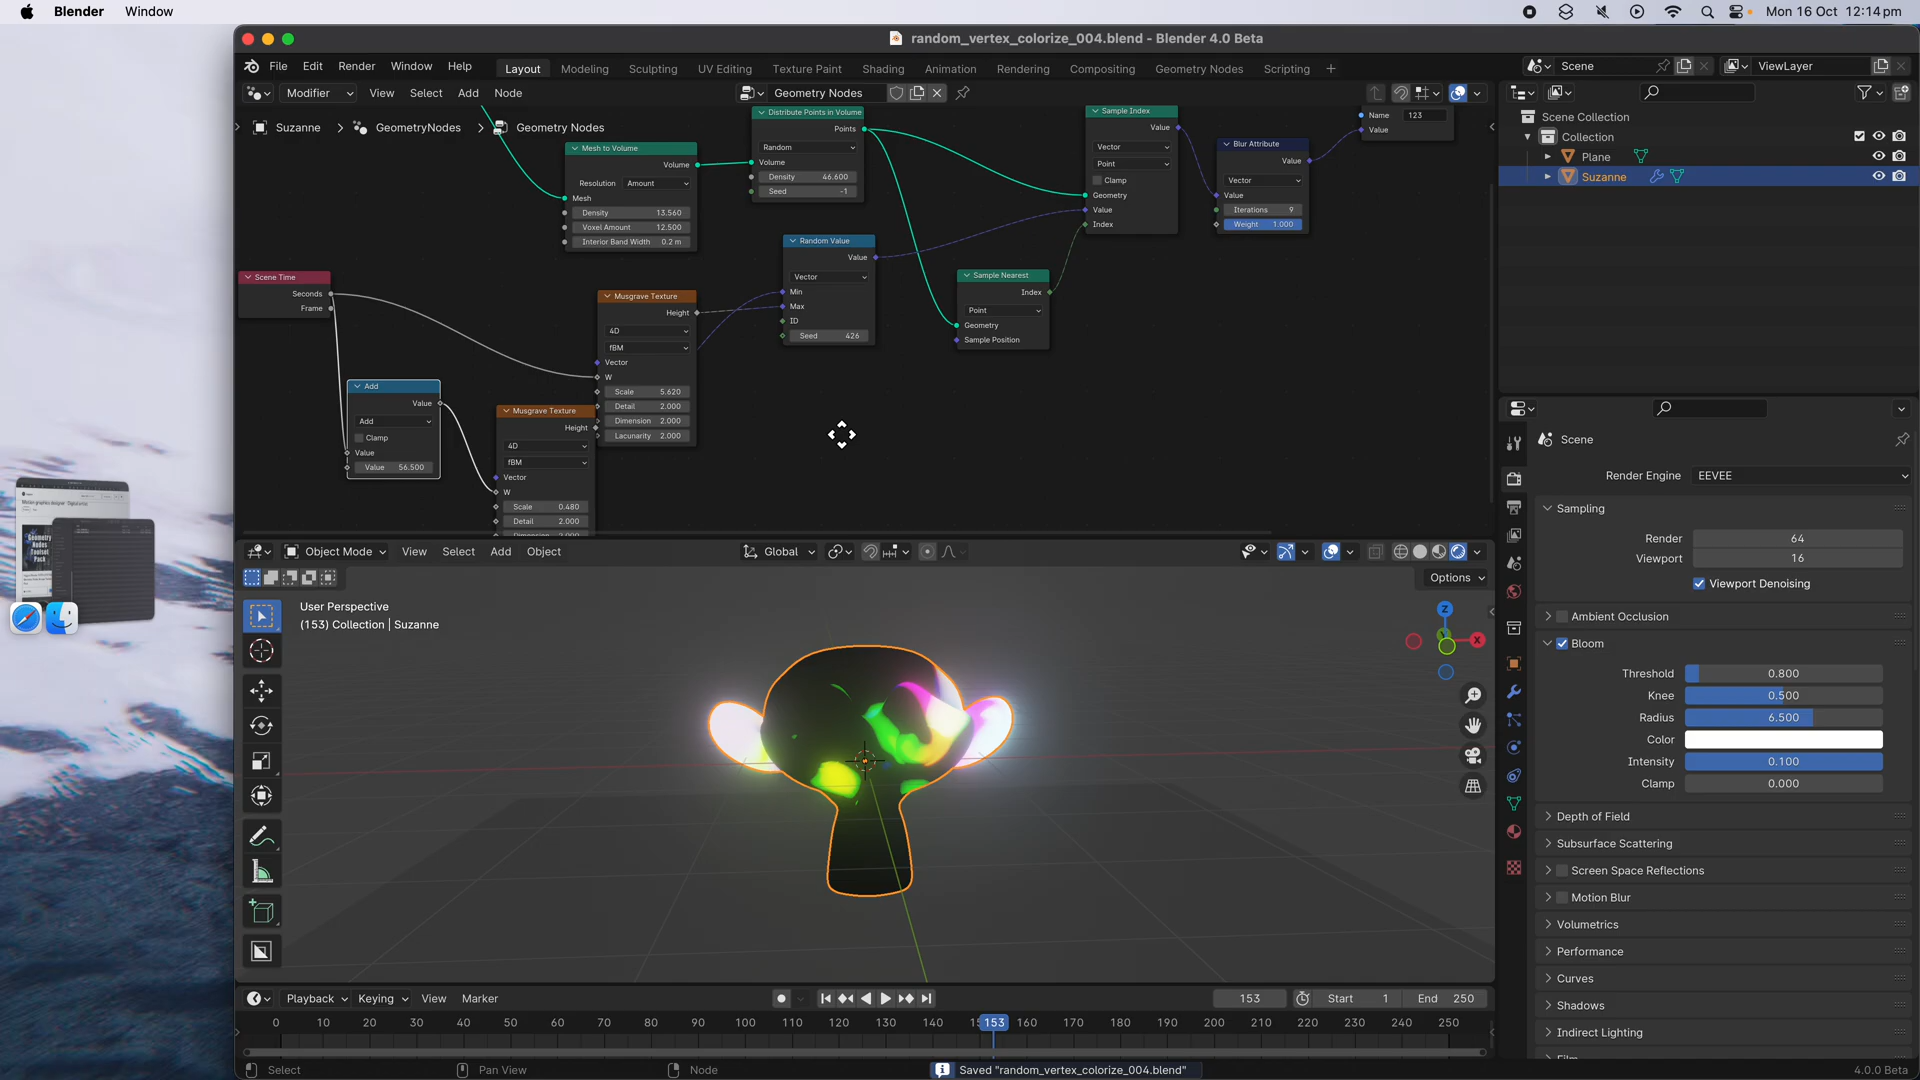 Blender Window Mon 16 Oct 12:14 pm
random_vertex_colorize_004.blend - Blender 4.0 Beta
File Edit Render Window Help Layout Modeling Sculpting UV Editing Texture Paint Shading Animation Rendering Compositing Geometry Nodes Scripting + Scene ViewLayer
Modifier View Select Add Node Geometry Nodes
Suzanne > GeometryNodes > Geometry Nodes
Mesh to Volume
Volume
Resolution Amount
Mesh
Density 13.560
Voxel Amount 12.500
Interior Band Width 0.2 m
Distribute Points in Volume
Points
Random
Volume
Density 46.600
Seed -1
Sample Index
Value
Vector
Point
Clamp
Geometry
Value
Index
Blur Attribute
Value
Vector
Value
Iterations 9
Weight 1.000
Name 123
Value
Scene Time
Seconds
Frame
Musgrave Texture
Height
4D
fBM
Vector
W
Scale 5.620
Detail 2.000
Dimension 2.000
Lacunarity 2.000
Random Value
Value
Vector
Min
Max
ID
Seed 426
Sample Nearest
Index
Point
Geometry
Sample Position
Add
Value
Add
Clamp
Value
Value 56.500
Musgrave Texture
Height
4D
fBM
Vector
W
Scale 0.480
Detail 2.000
Scene Collection
Collection
Plane
Suzanne
Object Mode View Select Add Object Global
Options
User Perspective
(153) Collection | Suzanne
Z
X
Scene
Render Engine EEVEE
Sampling
Render 64
Viewport 16
Viewport Denoising
Ambient Occlusion
Bloom
Threshold 0.800
Knee 0.500
Radius 6.500
Color
Intensity 0.100
Clamp 0.000
Depth of Field
Subsurface Scattering
Screen Space Reflections
Motion Blur
Volumetrics
Performance
Curves
Shadows
Indirect Lighting
Playback Keying View Marker 153 Start 1 End 250
0 10 20 30 40 50 60 70 80 90 100 110 120 130 140 153 160 170 180 190 200 210 220 230 240 250
Select Pan View Node Saved "random_vertex_colorize_004.blend" 4.0.0 Beta
Geometry
Nodes
Toolset
Pack